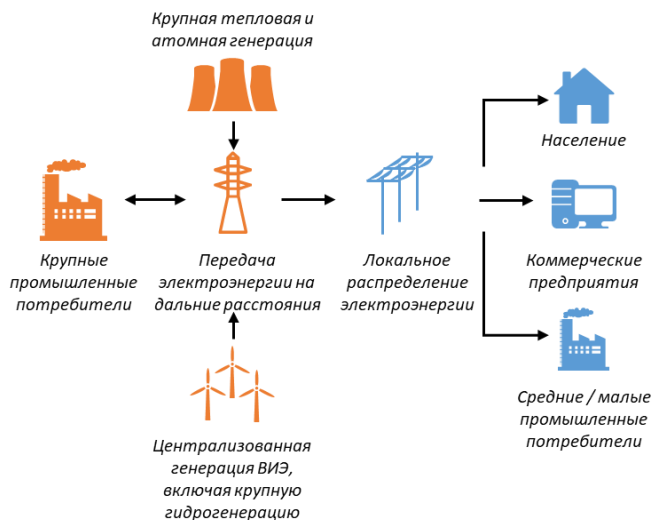 Крупная тепловая и
атомная генерация
Население
Крупные
промышленные
потребители
Передача
электроэнергии на
дальние расстояния
Локальное
распределение
электроэнергии
Коммерческие
предприятия
Средние / малые
промышленные
потребители
Централизованная
генерация ВИЭ,
включая крупную
гидрогенерацию